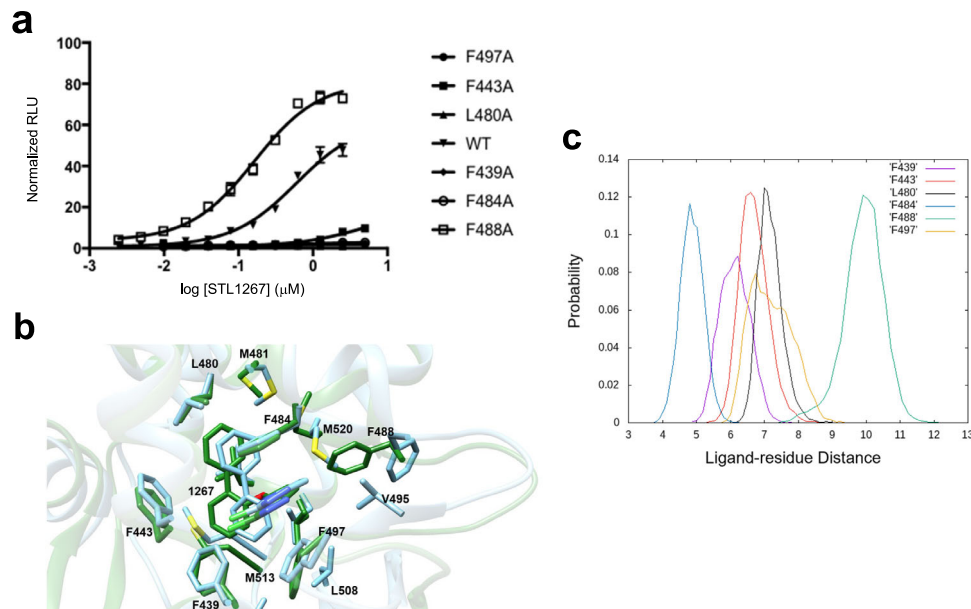 a
100
80
60
40
20
0
-3
-2
-1
0
1
Normalized RLU
log [STL1267] (μM)
F497A
F443A
L480A
WT
F439A
F484A
F488A
b
M481
L480
F484
M520
F488
1267
V495
F443
F497
M513
L508
F439
c
0.14
0.12
0.1
0.08
0.06
0.04
0.02
0
3
4
5
6
7
8
9
10
11
12
13
Probability
Ligand-residue Distance
'F439'
'F443'
'L480'
'F484'
'F488'
'F497'